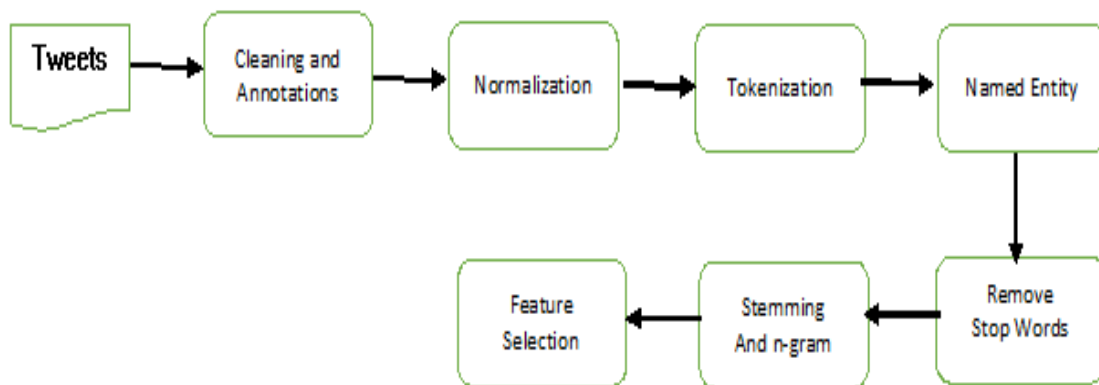 Tweets
Cleaning and
Annotations
Normalization
Tokenization
Named Entity
Remove
Stop Words
Stemming
And n-gram
Feature
Selection